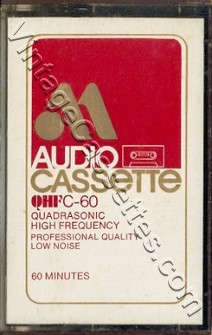 AUDIO
CASSETTE
QHF C-60
QUADRASONIC
HIGH FREQUENCY
PROFESSIONAL QUALITY
LOW NOISE
60 MINUTES
VintageCassettes.com